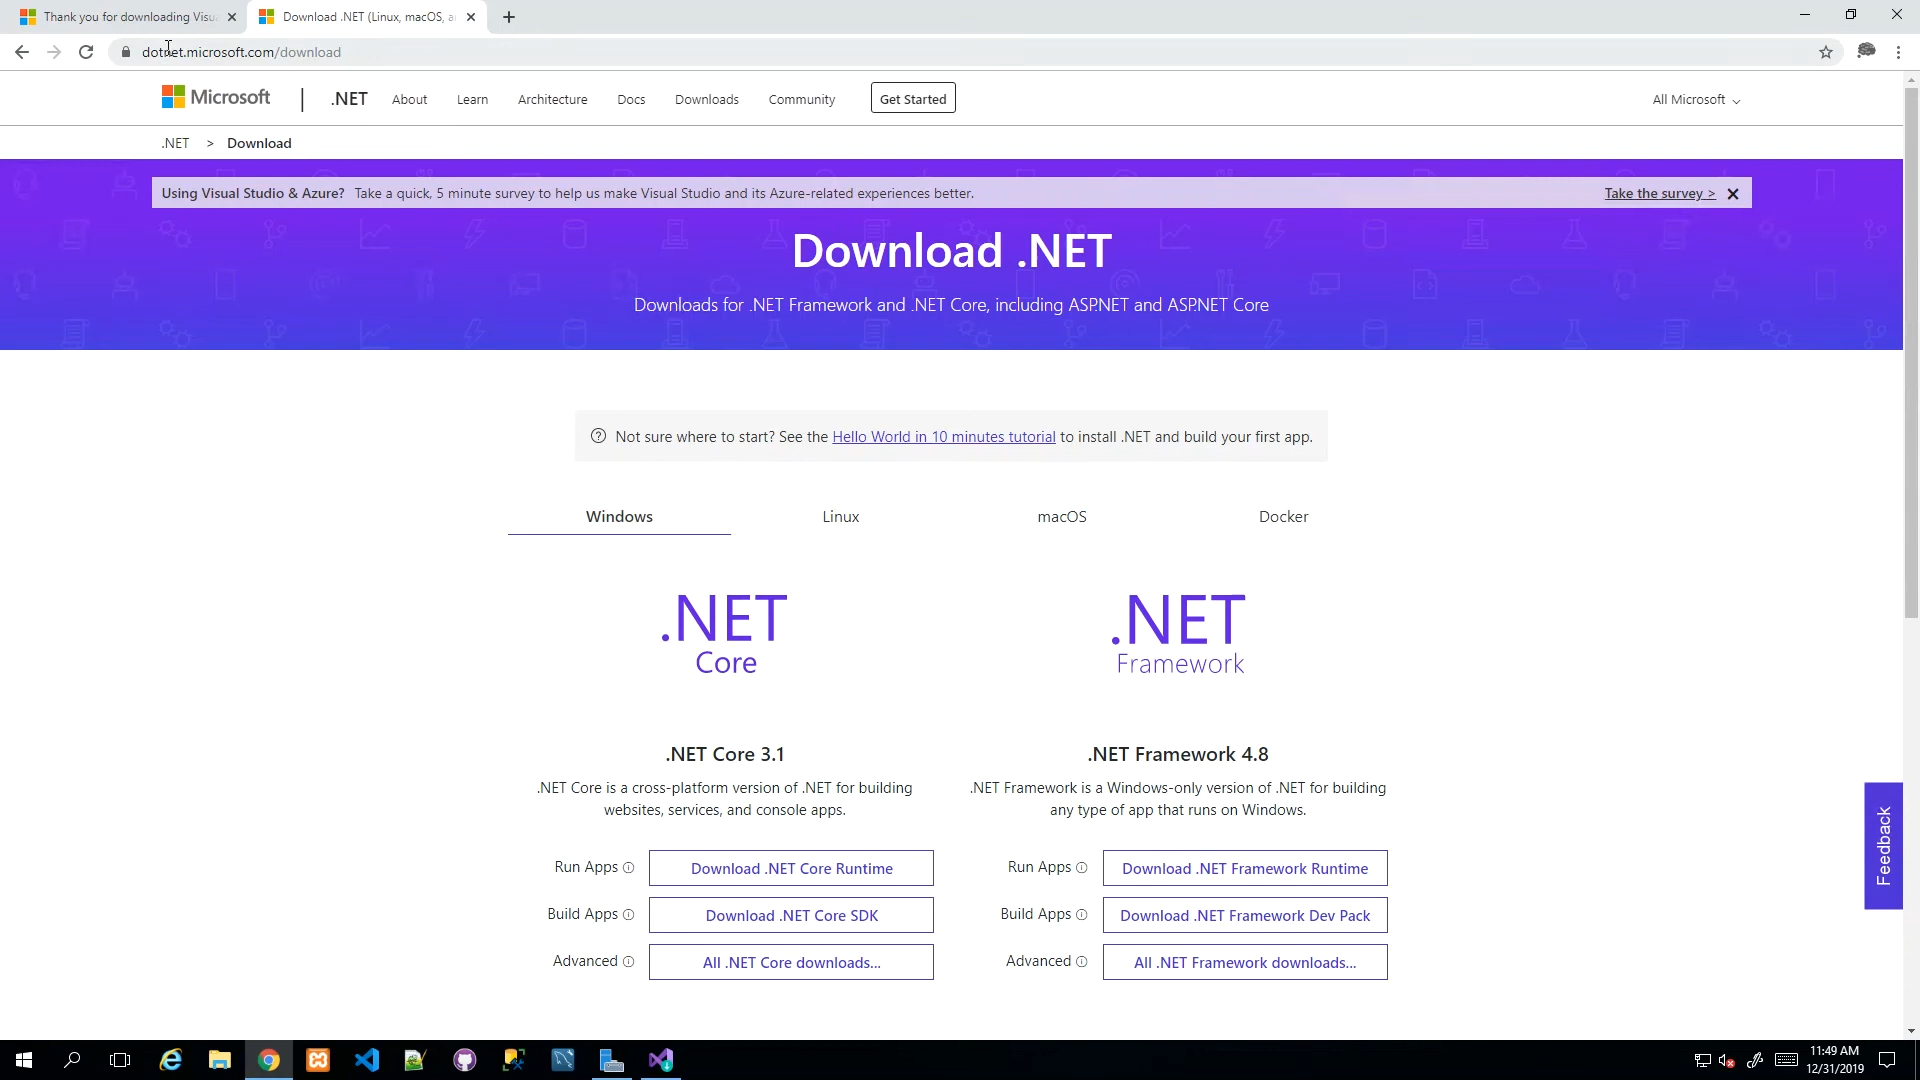 Thank you for downloading Visu
Download .NET (Linux, macOS, a
dotnet.microsoft.com/download
Microsoft
.NET
About
Learn
Architecture
Docs
Downloads
Community
Get Started
All Microsoft
.NET > Download
Using Visual Studio & Azure? Take a quick, 5 minute survey to help us make Visual Studio and its Azure-related experiences better.
Take the survey >
Download .NET
Downloads for .NET Framework and .NET Core, including ASP.NET and ASP.NET Core
Not sure where to start? See the Hello World in 10 minutes tutorial to install .NET and build your first app.
Windows
Linux
macOS
Docker
.NET
Core
.NET Core 3.1
.NET Core is a cross-platform version of .NET for building
websites, services, and console apps.
Run Apps
Download .NET Core Runtime
Build Apps
Download .NET Core SDK
Advanced
All .NET Core downloads...
.NET
Framework
.NET Framework 4.8
.NET Framework is a Windows-only version of .NET for building
any type of app that runs on Windows.
Run Apps
Download .NET Framework Runtime
Build Apps
Download .NET Framework Dev Pack
Advanced
All .NET Framework downloads...
Feedback
11:49 AM
12/31/2019